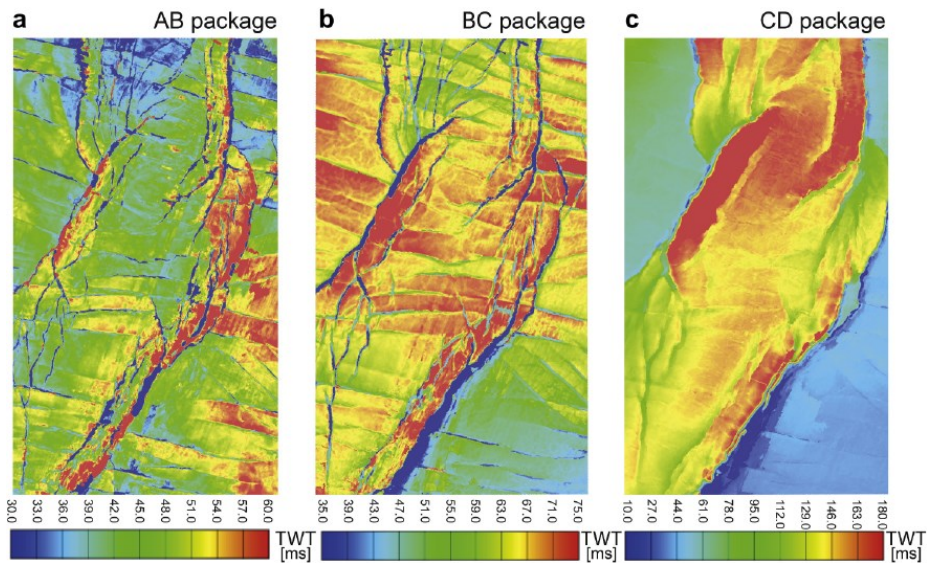 a AB package
b BC package
c CD package
30.0 33.0 36.0 39.0 42.0 45.0 48.0 51.0 54.0 57.0 60.0
TWT
[ms]
35.0 39.0 43.0 47.0 51.0 55.0 59.0 63.0 67.0 71.0 75.0
TWT
[ms]
10.0 27.0 44.0 61.0 78.0 95.0 112.0 129.0 146.0 163.0 180.0
TWT
[ms]